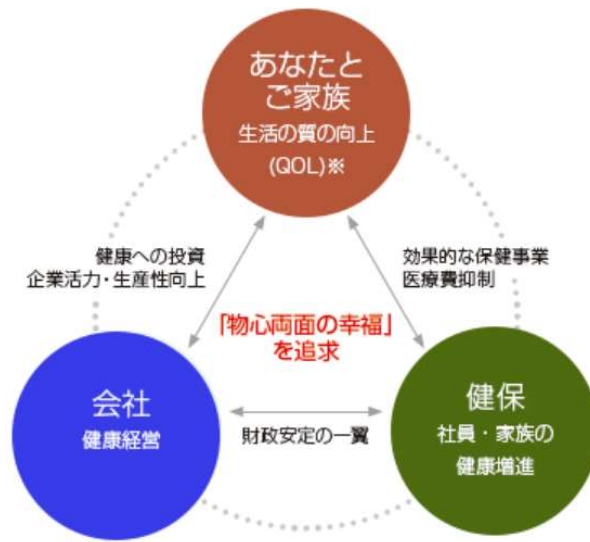 あなたと
ご家族
生活の質の向上
(QOL)※
健康への投資
企業活力・生産性向上
効果的な保健事業
医療費抑制
「物心両面の幸福」
を追求
会社
健康経営
財政安定の一翼
健保
社員・家族の
健康増進